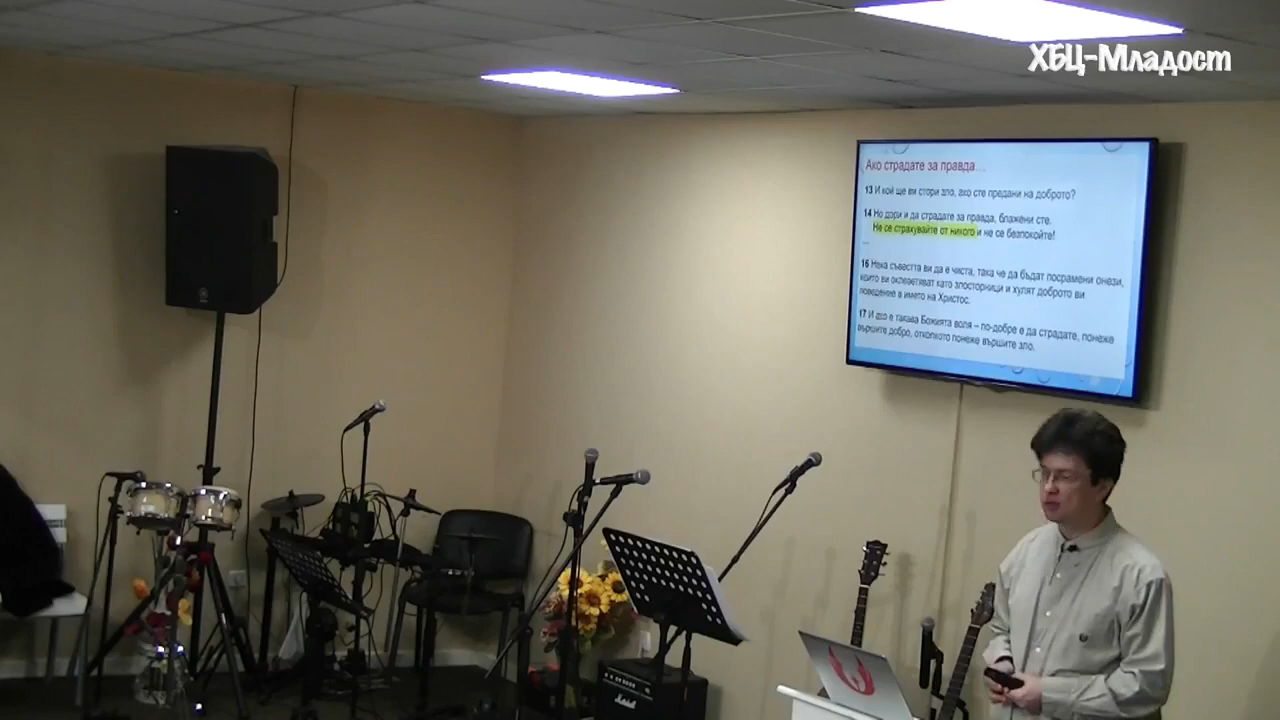 ХБЦ-Младост
Ако страдате за правда...
13 И кой ще ви стори зло, ако сте предани на доброто?
14 Но дори и да страдате за правда, блажени сте.
Не се страхувайте от никого и не се безпокойте!
...
16 Нека съвестта ви да е чиста, така че да бъдат посрамени онези,
които ви оклеветяват като злосторници и хулят доброто ви
поведение в името на Христос.
17 И ако е такава Божията воля – по-добре е да страдате, понеже
вършите добро, отколкото понеже вършите зло.
Marshall